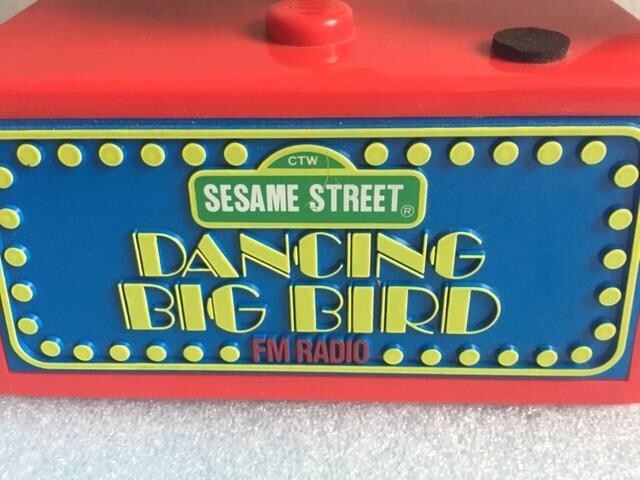 CTW
SESAME STREET®
DANCING
BIG BIRD
FM RADIO